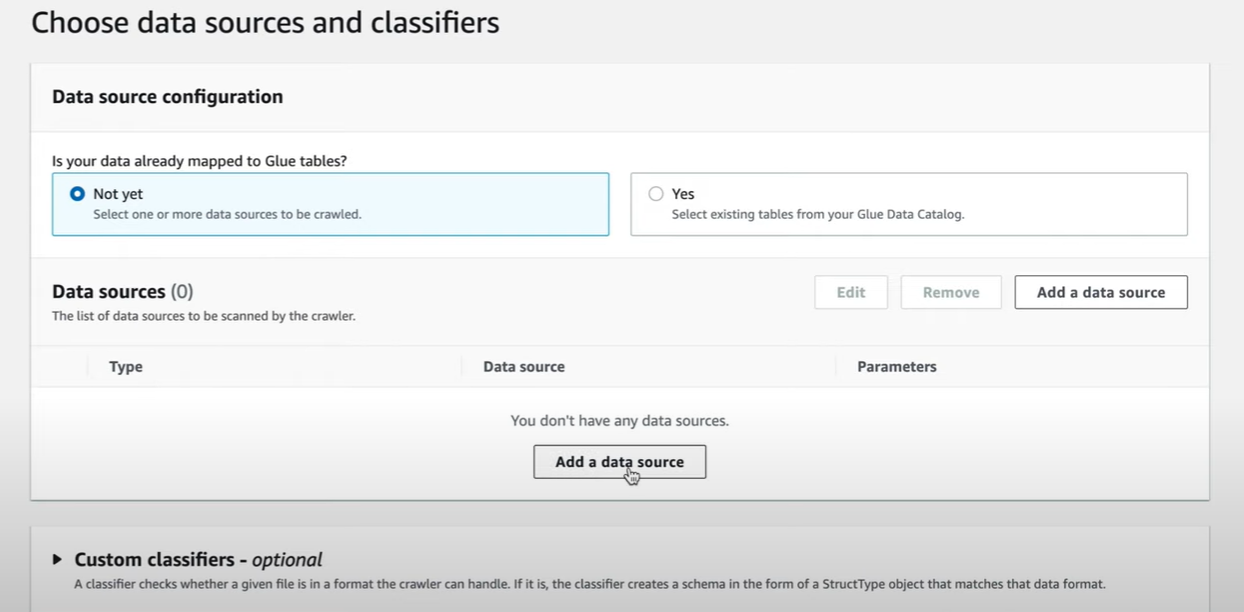 Choose data sources and classifiers
Data source configuration
Is your data already mapped to Glue tables?
Not yet
Select one or more data sources to be crawled.
Yes
Select existing tables from your Glue Data Catalog.
Data sources (0)
The list of data sources to be scanned by the crawler.
Edit
Remove
Add a data source
Type
Data source
Parameters
You don't have any data sources.
Add a data source
Custom classifiers - optional
A classifier checks whether a given file is in a format the crawler can handle. If it is, the classifier creates a schema in the form of a StructType object that matches that data format.